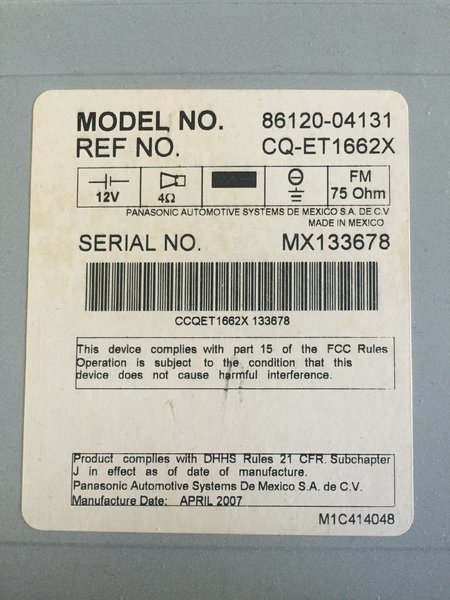 MODEL NO. 86120-04131
REF NO. CQ-ET1662X
12V 4Ω FM 75 Ohm
PANASONIC AUTOMOTIVE SYSTEMS DE MEXICO S.A. DE C.V
MADE IN MEXICO
SERIAL NO. MX133678
CCQET1662X 133678
This device complies with part 15 of the FCC Rules
Operation is subject to the condition that this
device does not cause harmful interference.
Product complies with DHHS Rules 21 CFR. Subchapter
J in effect as of date of manufacture.
Panasonic Automotive Systems De Mexico S.A. de C.V.
Manufacture Date: APRIL 2007
M1C414048